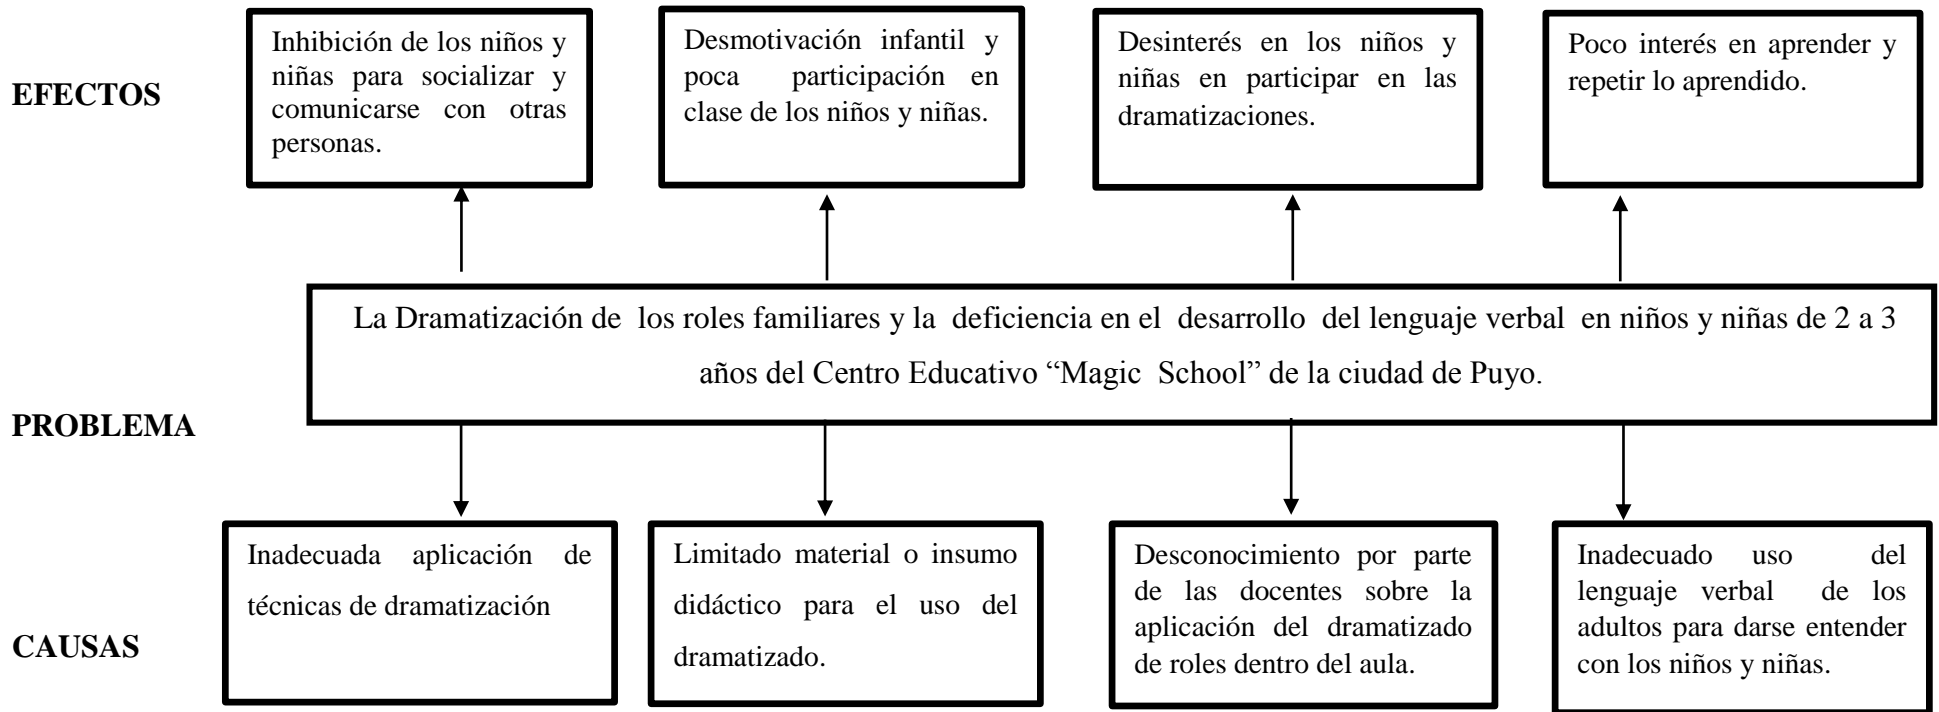 EFECTOS
Inhibición de los niños y
niñas para socializar y
comunicarse con otras
personas.
Desmotivación infantil y
poca participación en
clase de los niños y niñas.
Desinterés en los niños y
niñas en participar en las
dramatizaciones.
Poco interés en aprender y
repetir lo aprendido.
PROBLEMA
La Dramatización de los roles familiares y la deficiencia en el desarrollo del lenguaje verbal en niños y niñas de 2 a 3
años del Centro Educativo “Magic School” de la ciudad de Puyo.
CAUSAS
Inadecuada aplicación de
técnicas de dramatización
Limitado material o insumo
didáctico para el uso del
dramatizado.
Desconocimiento por parte
de las docentes sobre la
aplicación del dramatizado
de roles dentro del aula.
Inadecuado uso del
lenguaje verbal de los
adultos para darse entender
con los niños y niñas.